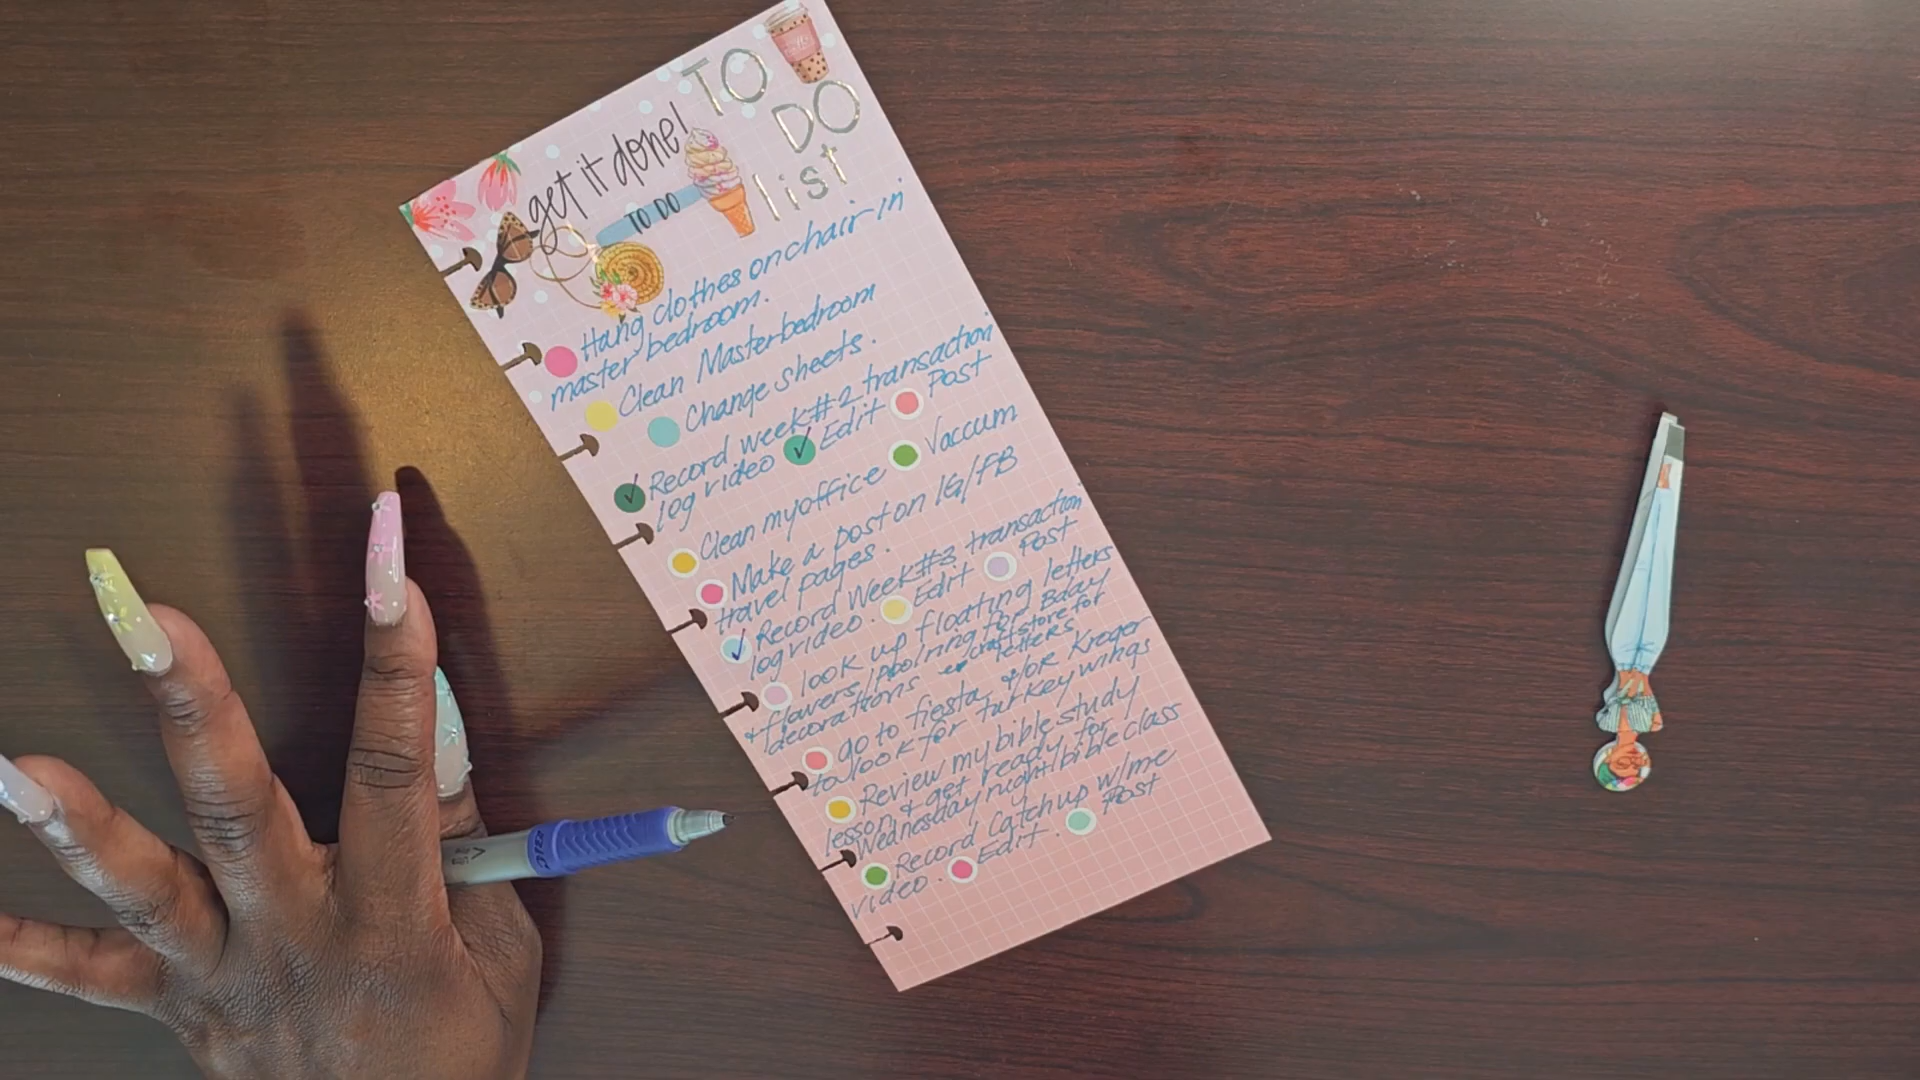 TO
DO
list
get it done!
TO DO
Hang clothes on chair in
master bedroom.
Clean Masterbedroom
Change sheets.
Record week#2 transaction
log video ✓ Edit Post
Clean my office Vaccum
Make a post on IG/FB
travel pages.
Record Week#3 transaction
log video. Edit Post
look up floating letters
+ flowers/pool ring for Bday
decorations craft store for
letters
go to fiesta &/OR Kroger
to look for turkey wings
Review my bible study
lesson, & get ready for
Wednesday night bible class
Record Catch up w/me
video. Edit. Post
BIC